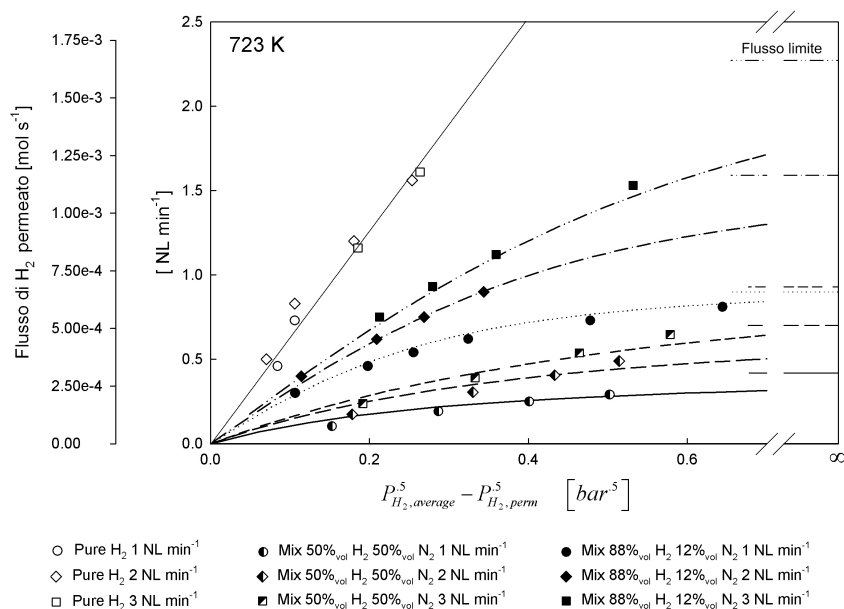 723 K
Flusso limite
Flusso di H2 permeato [mol s-1]
1.75e-3
1.50e-3
1.25e-3
1.00e-3
7.50e-4
5.00e-4
2.50e-4
0.00
[ NL min-1]
2.5
2.0
1.5
1.0
0.5
0.0
0.0 0.2 0.4 0.6 ∞
P.5H2,average − P.5H2,perm [bar.5]
Pure H2 1 NL min-1
Pure H2 2 NL min-1
Pure H2 3 NL min-1
Mix 50%vol H2 50%vol N2 1 NL min-1
Mix 50%vol H2 50%vol N2 2 NL min-1
Mix 50%vol H2 50%vol N2 3 NL min-1
Mix 88%vol H2 12%vol N2 1 NL min-1
Mix 88%vol H2 12%vol N2 2 NL min-1
Mix 88%vol H2 12%vol N2 3 NL min-1